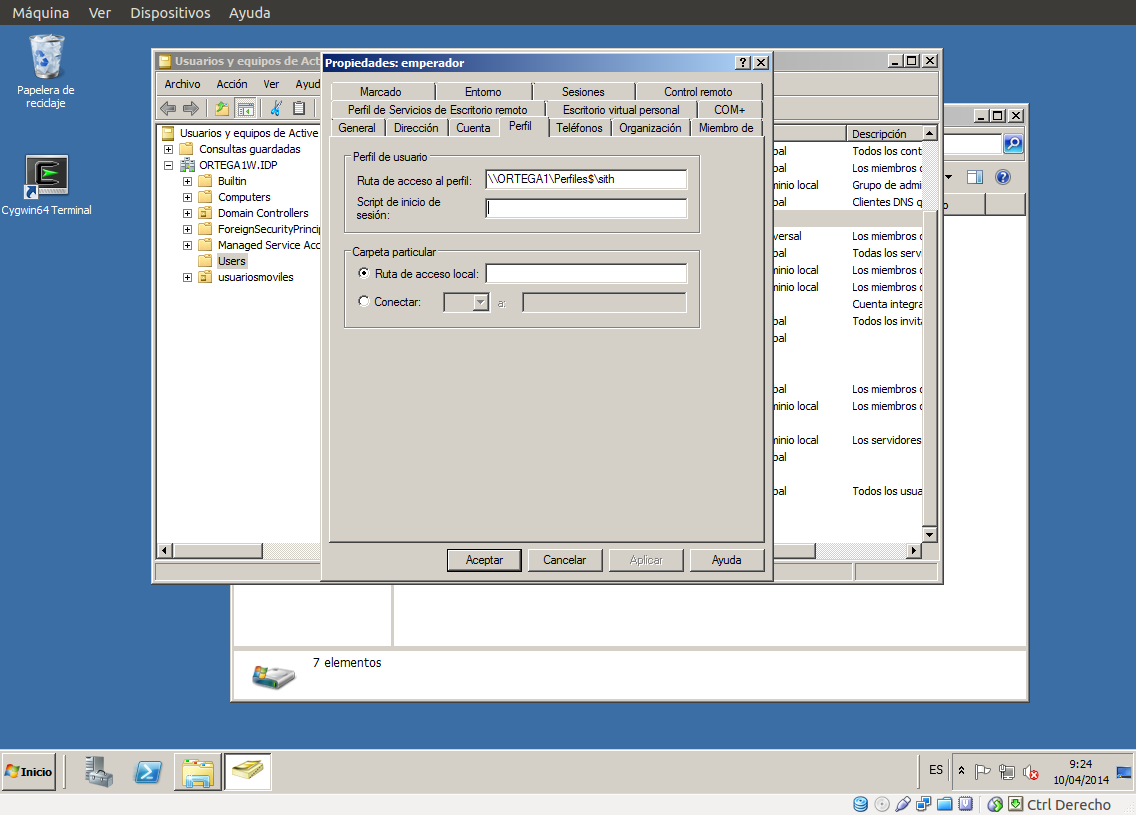 Máquina Ver Dispositivos Ayuda
Papelera de
reciclaje
Cygwin64 Terminal
Usuarios y equipos de Act
Archivo Acción Ver Ayud
Usuarios y equipos de Active
Consultas guardadas
ORTEGA1W.IDP
Builtin
Computers
Domain Controllers
ForeignSecurityPrincip
Managed Service Acc
Users
usuariosmoviles
Propiedades: emperador
Marcado Entorno Sesiones Control remoto
Perfil de Servicios de Escritorio remoto Escritorio virtual personal COM+
General Dirección Cuenta Perfil Teléfonos Organización Miembro de
Perfil de usuario
Ruta de acceso al perfil: \\ORTEGA1\Perfiles$\sith
Script de inicio de
sesión:
Carpeta particular
Ruta de acceso local:
Conectar: a:
Aceptar Cancelar Aplicar Ayuda
Descripción
bal Todos los cont
bal Los miembros d
minio local Grupo de admi
bal Clientes DNS q
versal Los miembros d
bal Todas los serv
minio local Los miembros d
minio local Los miembros d
Cuenta integra
bal Todos los invit
bal
bal Los miembros d
minio local Los miembros d
minio local Los servidores
bal
bal Todos los usua
o
7 elementos
Inicio
ES
9:24
10/04/2014
Ctrl Derecho